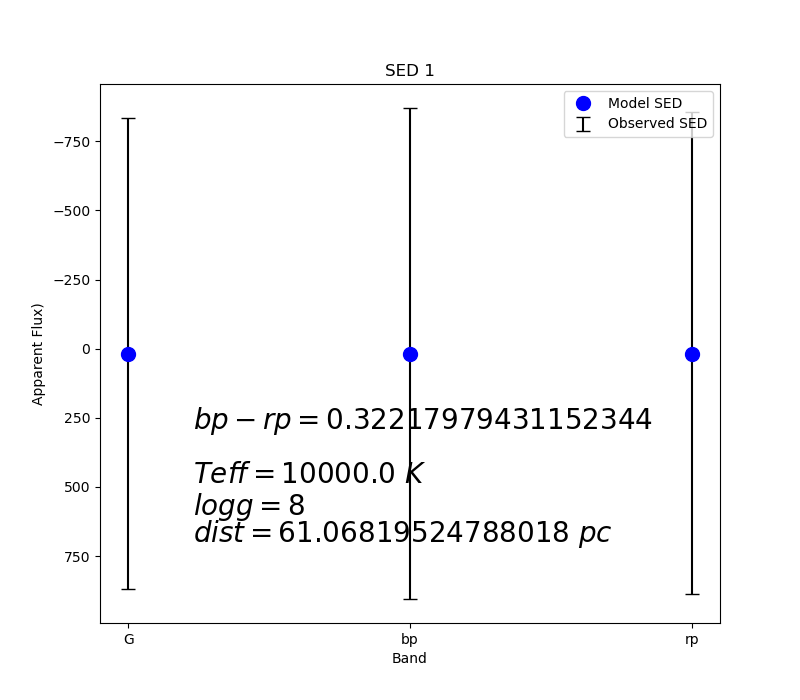 SED 1
Model SED
Observed SED
−750
−500
−250
0
250
500
750
Apparent Flux)
bp − rp = 0.32217979431152344
Teff = 10000.0 K
logg = 8
dist = 61.06819524788018 pc
G
bp
rp
Band